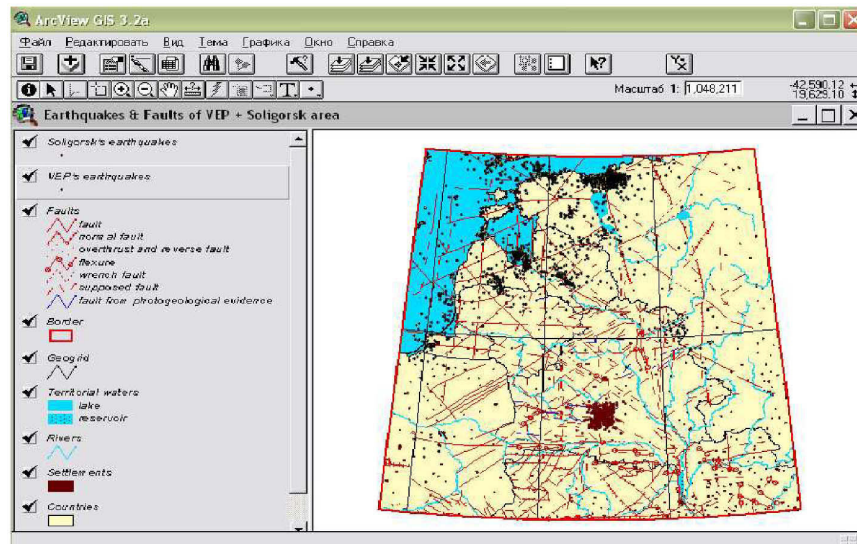 ArcView GIS 3.2a
Файл Редактировать Вид Тема Графика Окно Справка
Масштаб 1: 1,048,211
-42,590.12
19,629.10
Earthquakes & Faults of VEP + Soligorsk area
Soligorsk's earthquakes
VEP's earthquakes
Faults
fault
normal fault
overthrust and reverse fault
flexure
wrench fault
supposed fault
fault from photogeological evidence
Border
Geogrid
Territorial waters
lake
reservoir
Rivers
Settlements
Countries